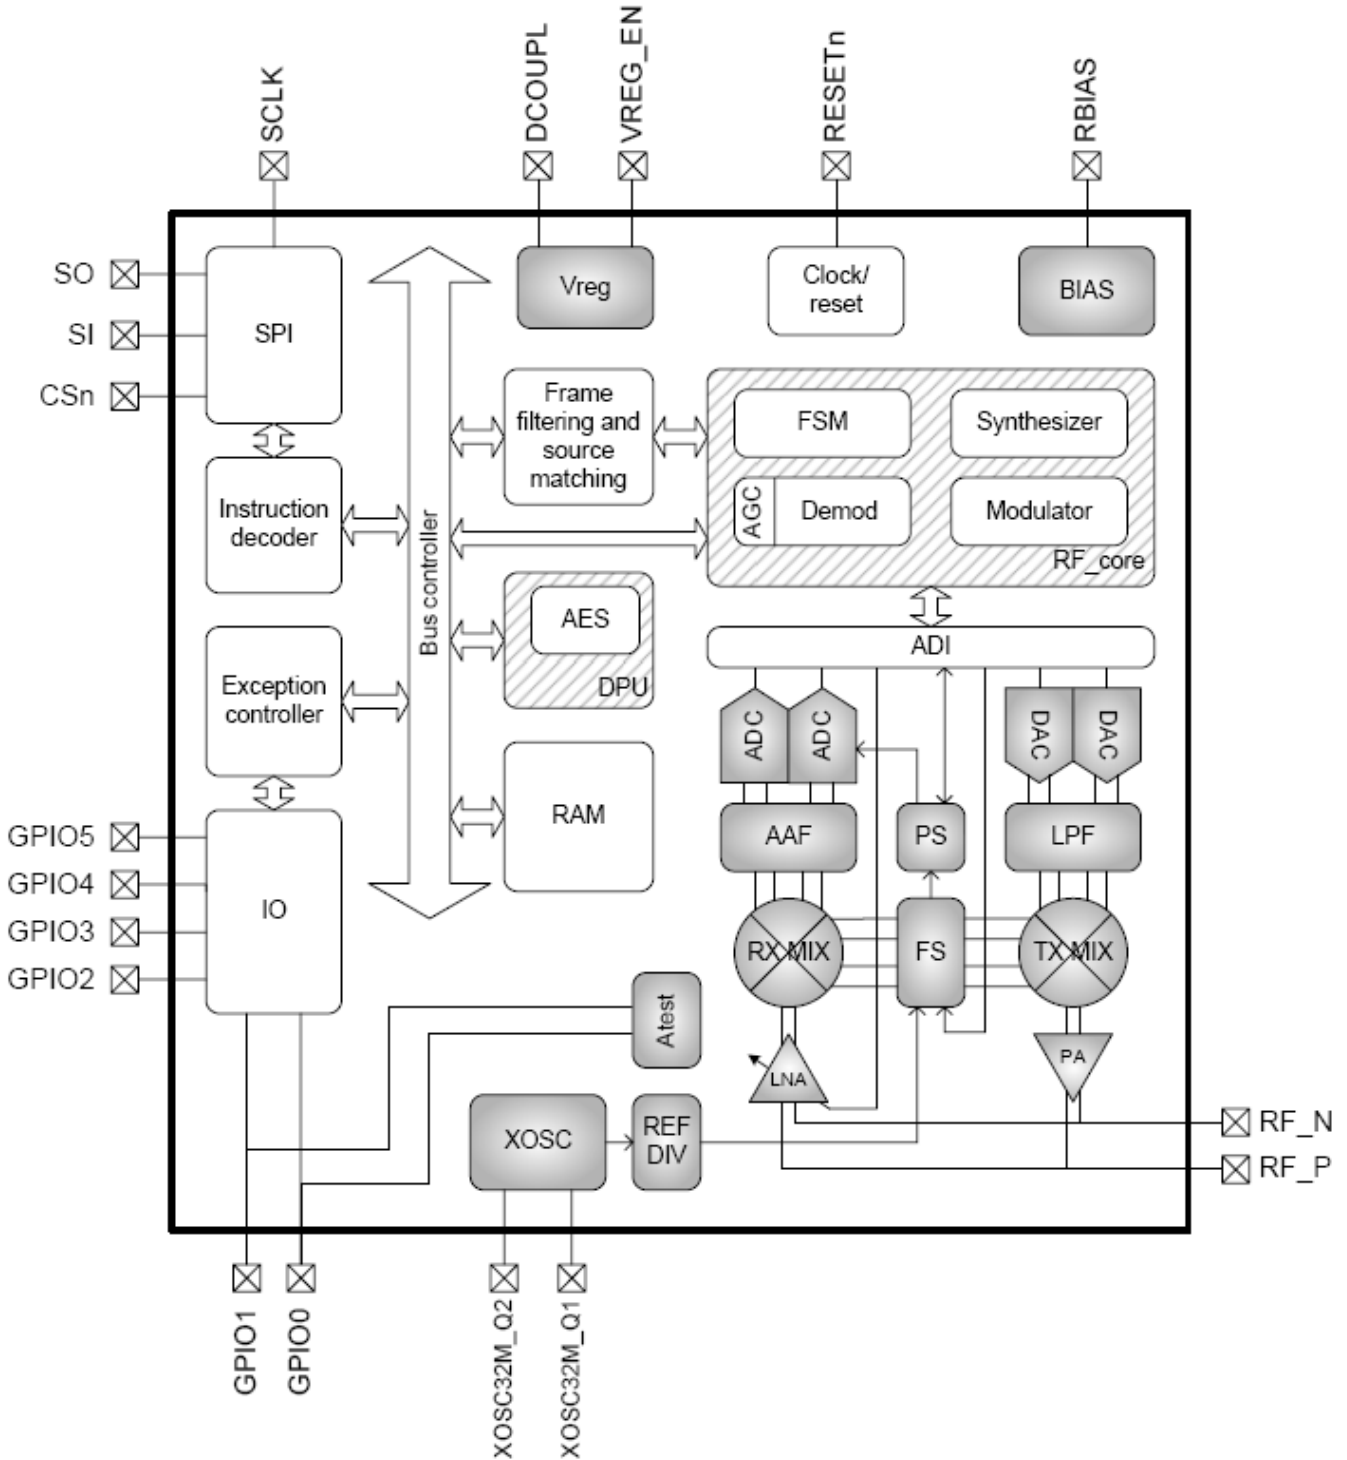 SCLK
DCOUPL
VREG_EN
RESETn
RBIAS
SO
SI
CSn
SPI
Vreg
Clock/
reset
BIAS
Frame
filtering and
source
matching
FSM
Synthesizer
AGC
Demod
Modulator
RF_core
Instruction
decoder
Bus controller
AES
DPU
ADI
Exception
controller
ADC
ADC
DAC
DAC
RAM
AAF
PS
LPF
GPIO5
GPIO4
GPIO3
GPIO2
IO
RX MIX
FS
TX MIX
Atest
LNA
PA
XOSC
REF
DIV
RF_N
RF_P
GPIO1
GPIO0
XOSC32M_Q2
XOSC32M_Q1